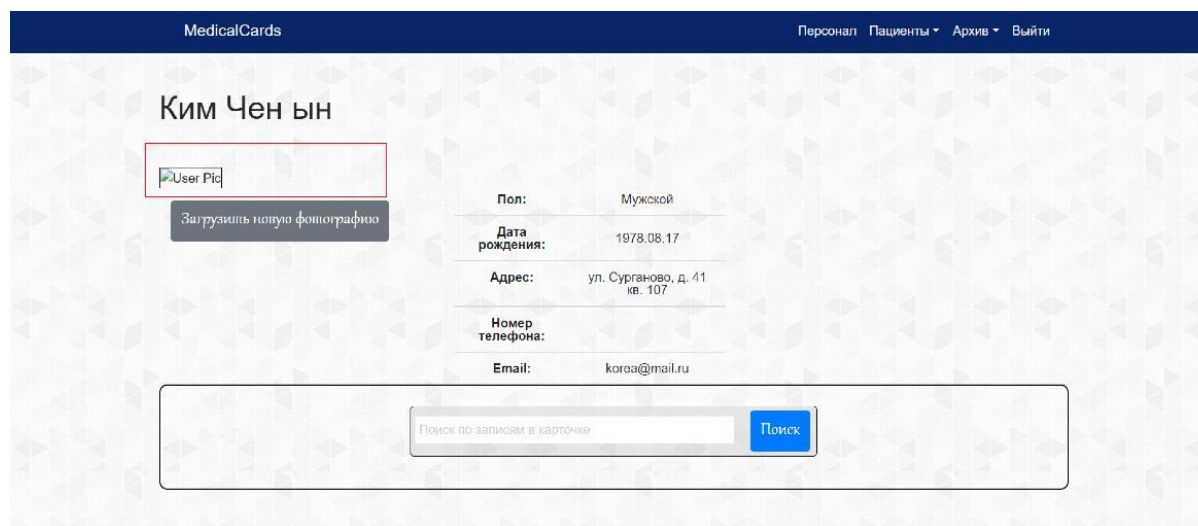 MedicalCards Персонал Пациенты Архив Выйти
Ким Чен ын
User Pic
Загрузить новую фотографию
Пол: Мужской
Дата
рождения: 1978.08.17
Адрес: ул. Сурганово, д. 41
кв. 107
Номер
телефона:
Email: korea@mail.ru
Поиск по записям в карточке Поиск